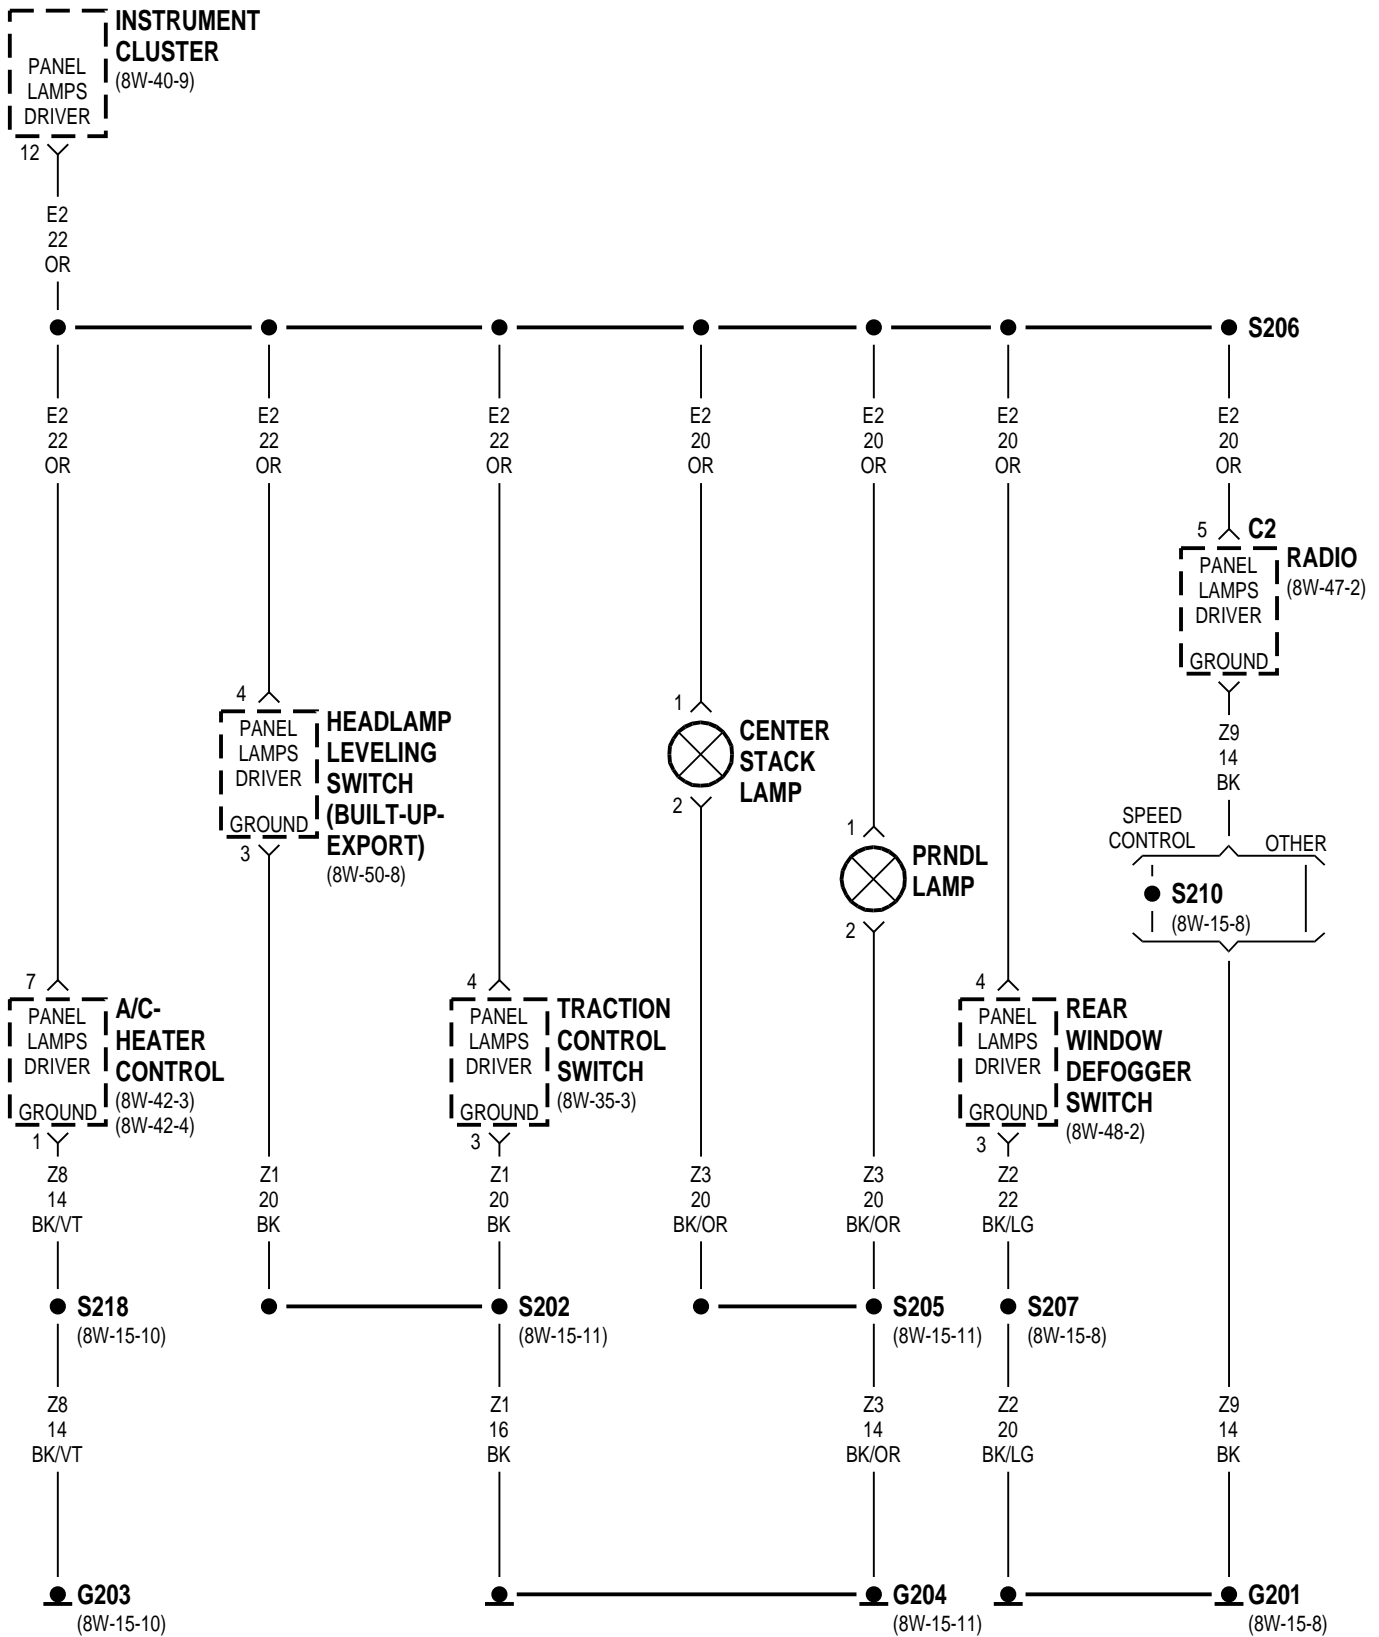 INSTRUMENT
CLUSTER
(8W-40-9)
PANEL
LAMPS
DRIVER
12
E2
22
OR
S206
E2
22
OR
E2
22
OR
E2
22
OR
E2
20
OR
E2
20
OR
E2
20
OR
E2
20
OR
5
C2
PANEL
LAMPS
DRIVER
GROUND
RADIO
(8W-47-2)
Z9
14
BK
SPEED
CONTROL
OTHER
S210
(8W-15-8)
4
PANEL
LAMPS
DRIVER
GROUND
3
HEADLAMP
LEVELING
SWITCH
(BUILT-UP-
EXPORT)
(8W-50-8)
1
CENTER
STACK
LAMP
2
1
PRNDL
LAMP
2
7
PANEL
LAMPS
DRIVER
GROUND
1
A/C-
HEATER
CONTROL
(8W-42-3)
(8W-42-4)
4
PANEL
LAMPS
DRIVER
GROUND
3
TRACTION
CONTROL
SWITCH
(8W-35-3)
4
PANEL
LAMPS
DRIVER
GROUND
3
REAR
WINDOW
DEFOGGER
SWITCH
(8W-48-2)
Z8
14
BK/VT
Z1
20
BK
Z1
20
BK
Z3
20
BK/OR
Z3
20
BK/OR
Z2
22
BK/LG
S218
(8W-15-10)
S202
(8W-15-11)
S205
(8W-15-11)
S207
(8W-15-8)
Z8
14
BK/VT
Z1
16
BK
Z3
14
BK/OR
Z2
20
BK/LG
Z9
14
BK
G203
(8W-15-10)
G204
(8W-15-11)
G201
(8W-15-8)